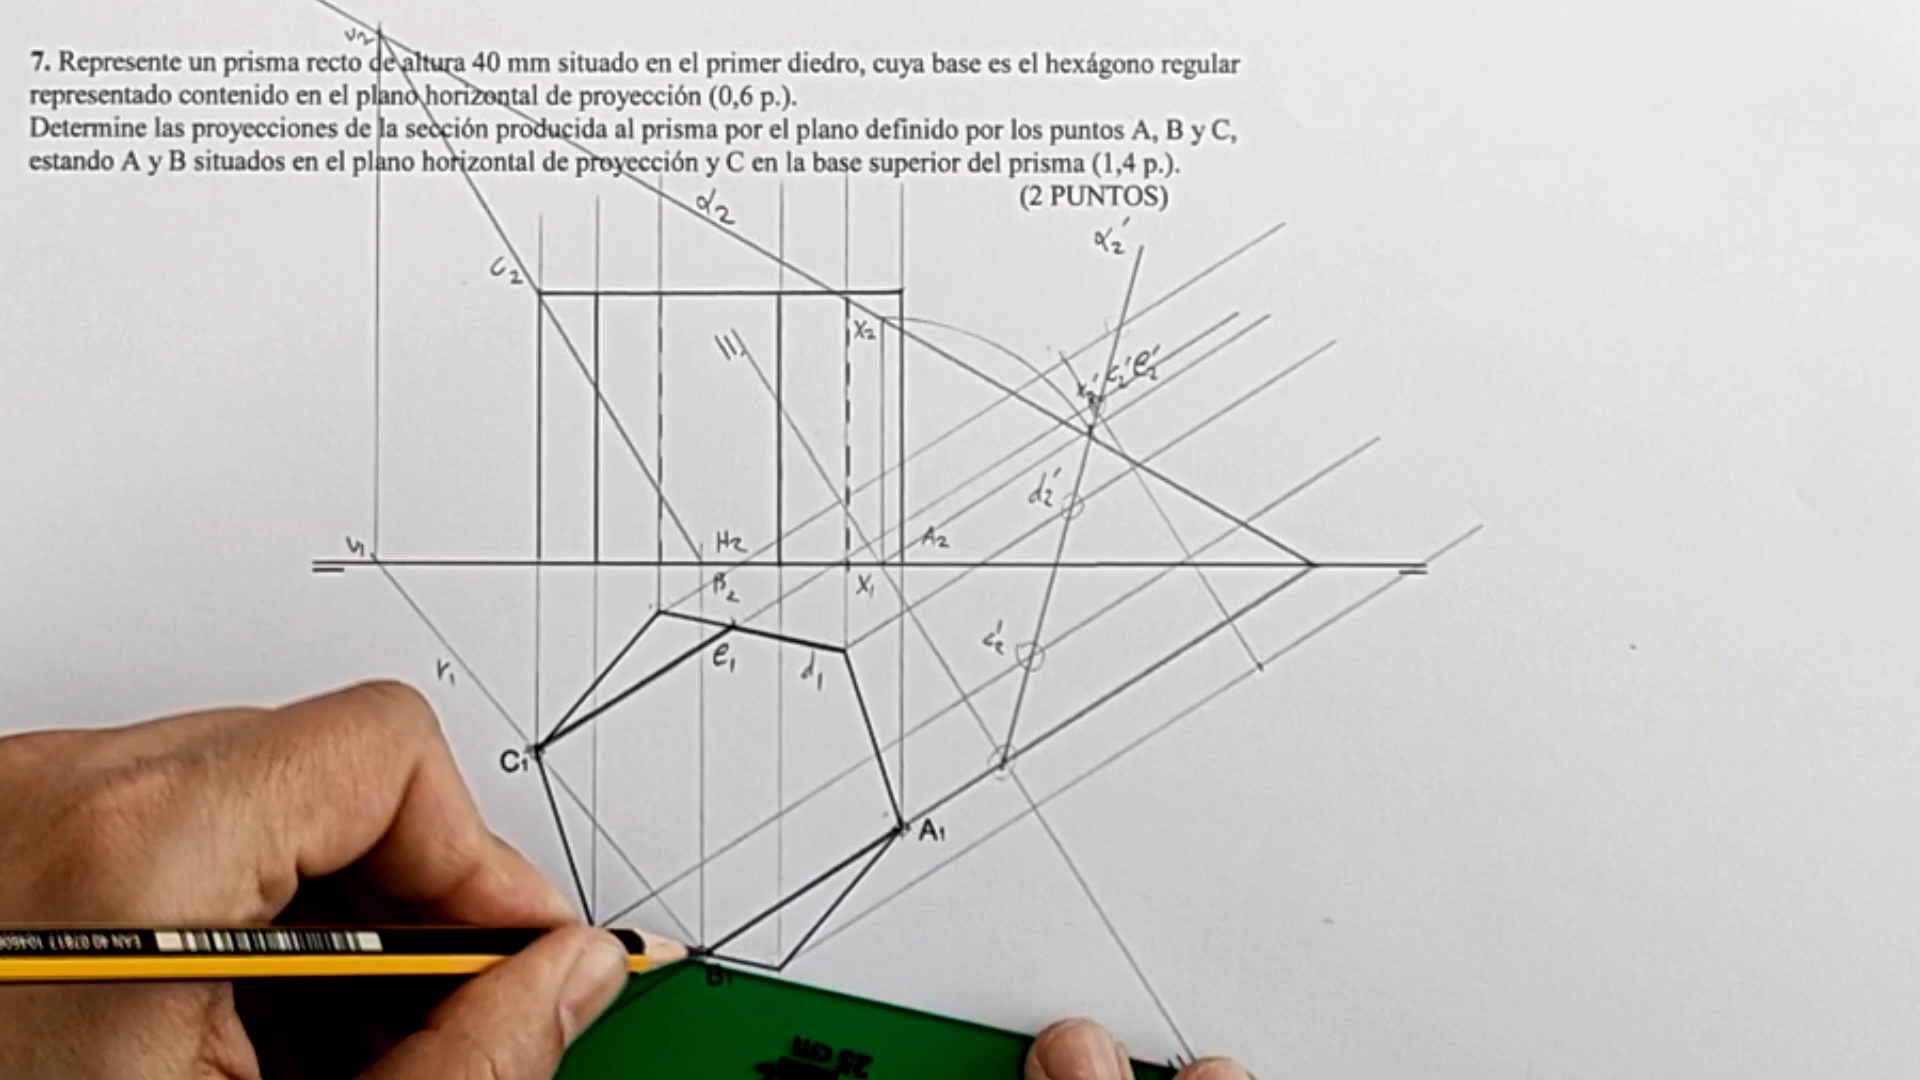 V₂
7. Represente un prisma recto de altura 40 mm situado en el primer diedro, cuya base es el hexágono regular
representado contenido en el plano horizontal de proyección (0,6 p.).
Determine las proyecciones de la sección producida al prisma por el plano definido por los puntos A, B y C,
estando A y B situados en el plano horizontal de proyección y C en la base superior del prisma (1,4 p.).
(2 PUNTOS)
α₂
α₂'
C₂
X₂
c₂' e₂'
d₂'
V₁
H₂
A₂
B₂
X₁
c₂'
e₁
d₁
r₁
C₁
A₁
B₁
25 cm